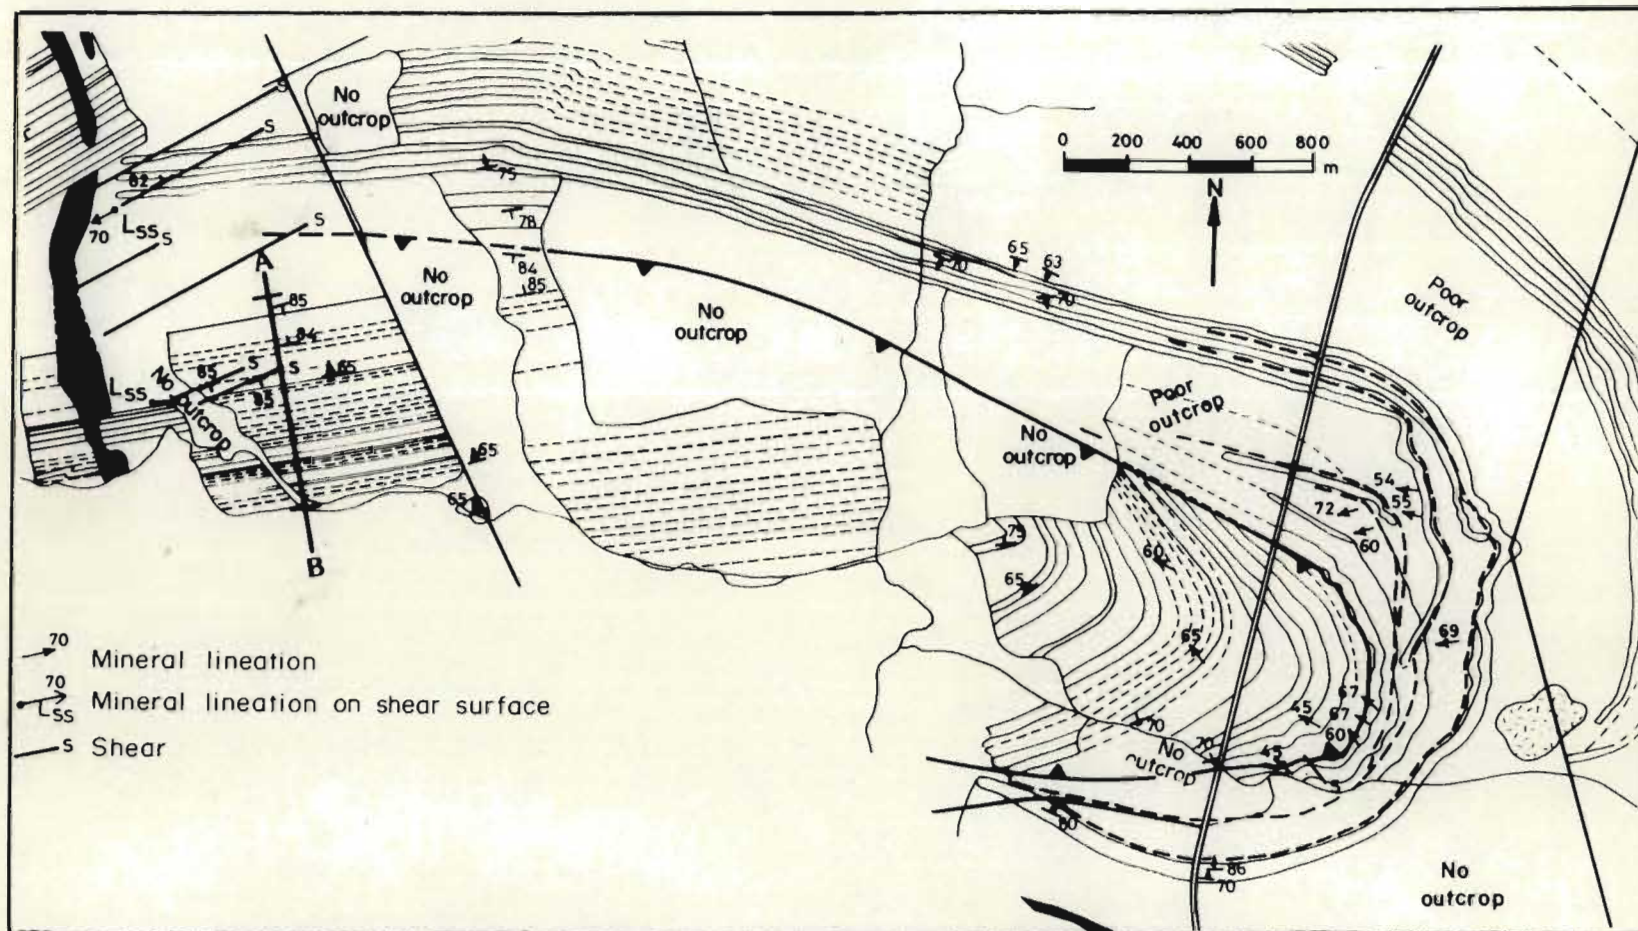 No
outcrop
S
S
0 200 400 600 800
m
N
82
70
Lss
S
S
75
78
84
85
A
85
84
65
No
outcrop
No
outcrop
70
65
63
70
Poor
outcrop
Lss
No
outcrop
85
S
S
85
65
65
B
Poor
outcrop
No
outcrop
54
55
72
60
79
65
60
65
69
67
67
60
45
45
70
70
No
outcrop
S
80
86
70
No
outcrop
70
Mineral lineation
70
Lss
Mineral lineation on shear surface
S
Shear